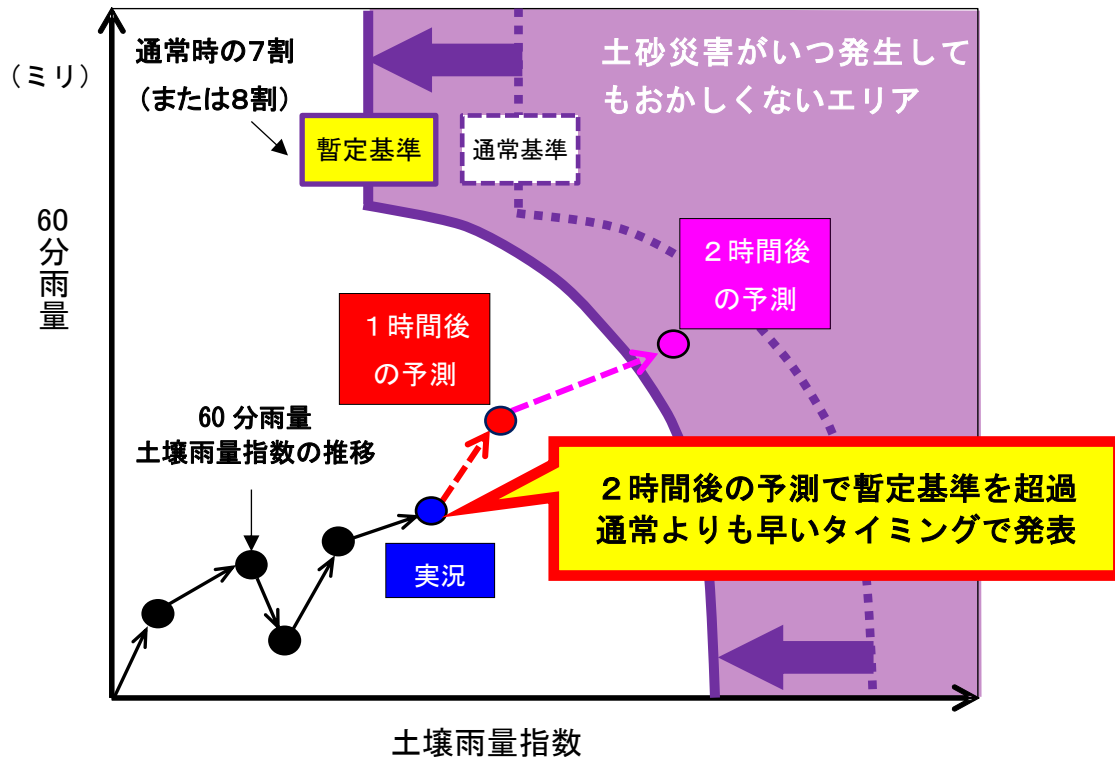 通常時の7割
(または8割)
(ミリ)
土砂災害がいつ発生して
もおかしくないエリア
暫定基準
通常基準
60
分
雨
量
２時間後
の予測
１時間後
の予測
60 分雨量
土壌雨量指数の推移
２時間後の予測で暫定基準を超過
通常よりも早いタイミングで発表
実況
土壌雨量指数